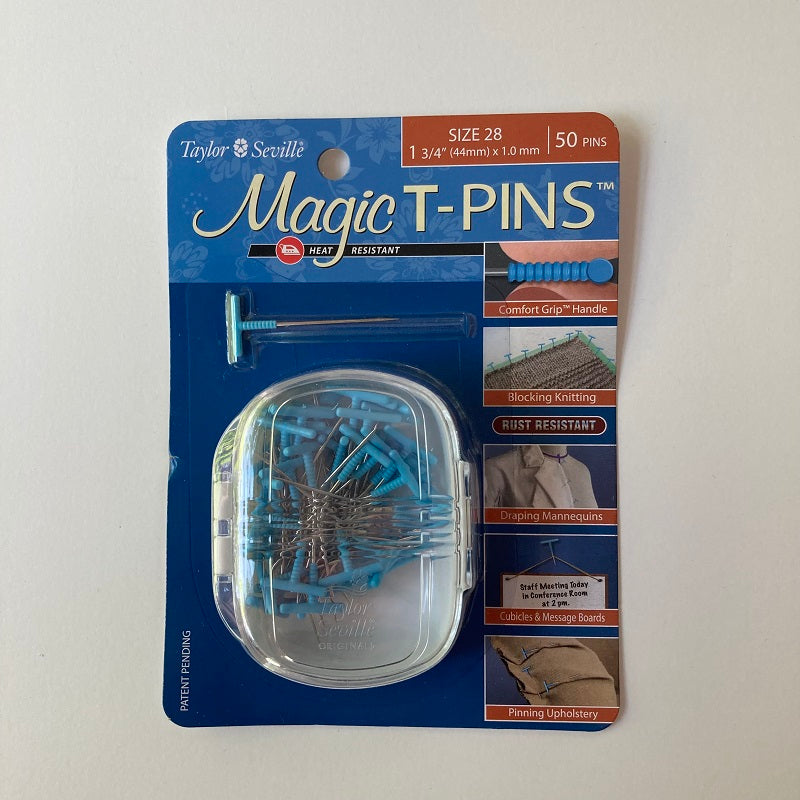 Taylor Seville®
SIZE 28
1 3/4" (44mm) x 1.0 mm
50 PINS
Magic T-PINS™
HEAT RESISTANT
Comfort Grip™ Handle
Blocking Knitting
RUST RESISTANT
Draping Mannequins
Staff Meeting Today
in Conference Room
at 2 pm.
Cubicles & Message Boards
Pinning Upholstery
Taylor
Seville
ORIGINALS
PATENT PENDING